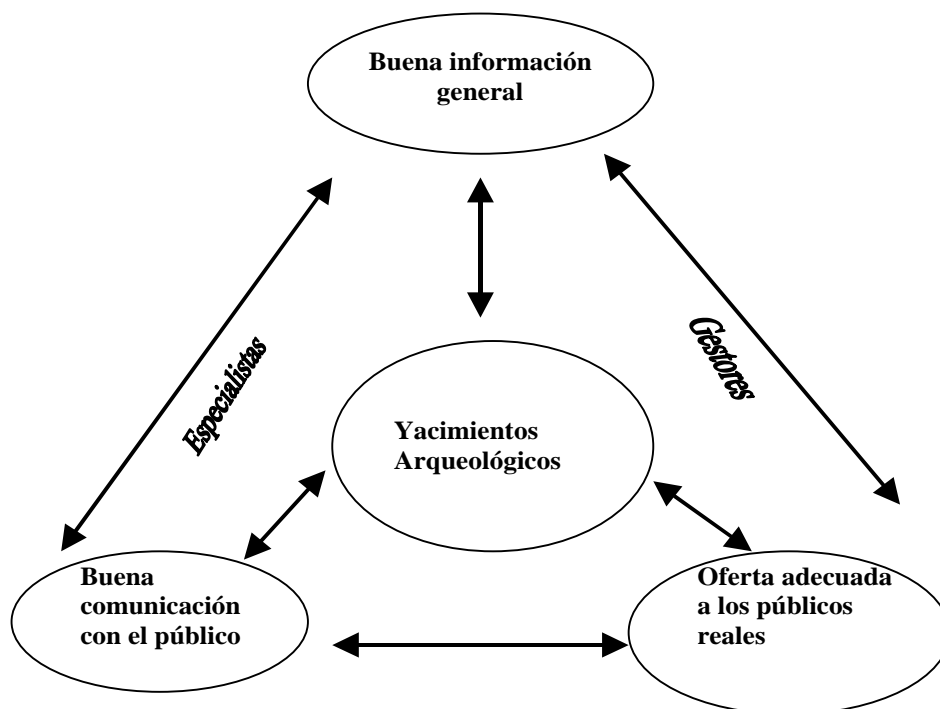 Buena información
general
Especialistas
Gestores
Yacimientos
Arqueológicos
Buena
comunicación
con el público
Oferta adecuada
a los públicos
reales